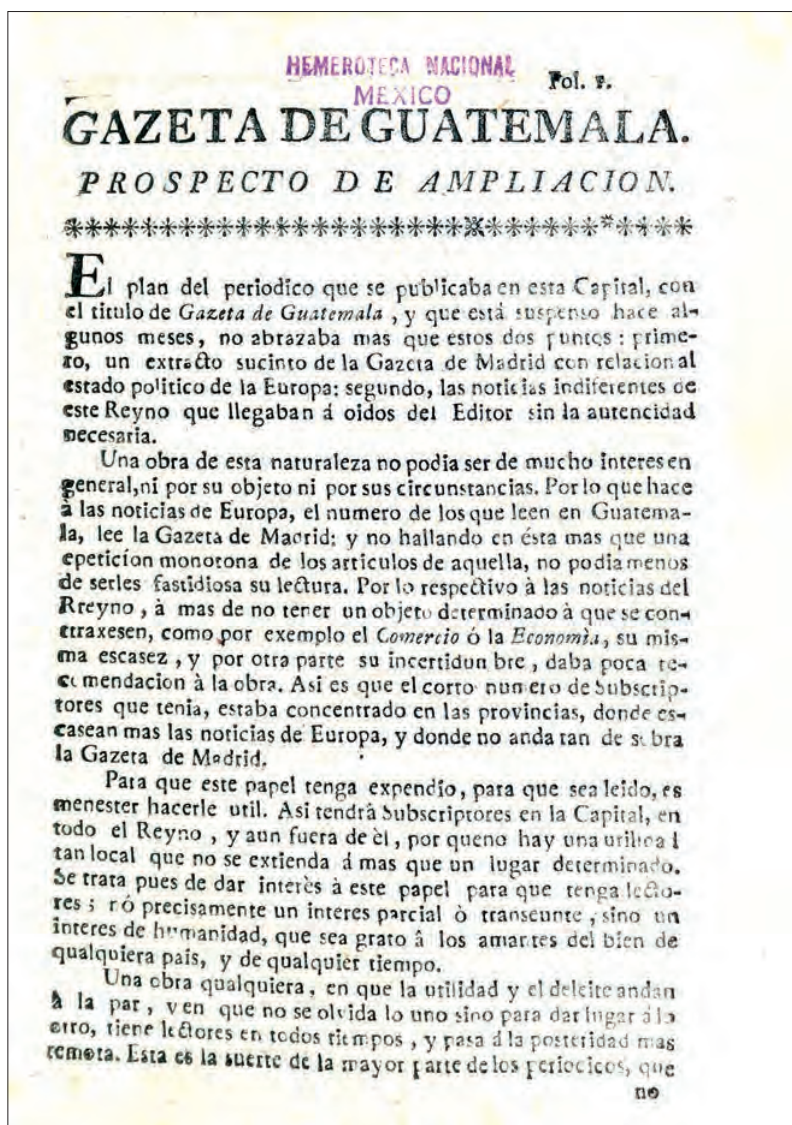 HEMEROTECA NACIONAL
MEXICO
Fol. 1.
GAZETA DE GUATEMALA.
PROSPECTO DE AMPLIACION.
El plan del periodico que se publicaba en esta Capital, con
el titulo de Gazeta de Guatemala , y que está suspenso hace al-
gunos meses, no abrazaba mas que estos dos puntos : prime-
ro, un extracto sucinto de la Gazeta de Madrid con relacion al
estado politico de la Europa: segundo, las noticias indiferentes de
este Reyno que llegaban á oidos del Editor sin la autencidad
necesaria.
Una obra de esta naturaleza no podia ser de mucho interes en
general,ni por su objeto ni por sus circunstancias. Por lo que hace
à las noticias de Europa, el numero de los que leen en Guatema-
la, lee la Gazeta de Madrid: y no hallando en ésta mas que una
epeticíon monotona de los articulos de aquella, no podia menos
de serles fastidiosa su lectura. Por lo respectivo à las noticias del
Rreyno , à mas de no tener un objeto determinado à que se con-
ctraxesen, como por exemplo el Comercio ó la Economìa, su mis-
ma escasez , y por otra parte su incertidunbre , daba poca re-
comendacion à la obra. Asi es que el corto numero de Subscrip-
tores que tenia, estaba concentrado en las provincias, donde es-
casean mas las noticias de Europa, y donde no anda tan de sobra
la Gazeta de Madrid.
Para que este papel tenga expendio, para que sea leido, es
menester hacerle util. Asi tendrá Subscriptores en la Capital, en
todo el Reyno , y aun fuera de èl , por queno hay una utilidad
tan local que no se extienda á mas que un lugar determinado.
Se trata pues de dar interès à este papel para que tenga lecto-
res ; nó precisamente un interes parcial ò transeunte , sino un
interes de humanidad, que sea grato â los amantes del bien de
qualquiera pais, y de qualquier tiempo.
Una obra qualquiera, en que la utilidad y el deleite andan
à la par , y en que no se olvida lo uno sino para dar lugar á lo
otro, tiene lectores en todos tiempos , y pasa á la posteridad mas
remota. Esta es la suerte de la mayor parte de los periodicos, que
no